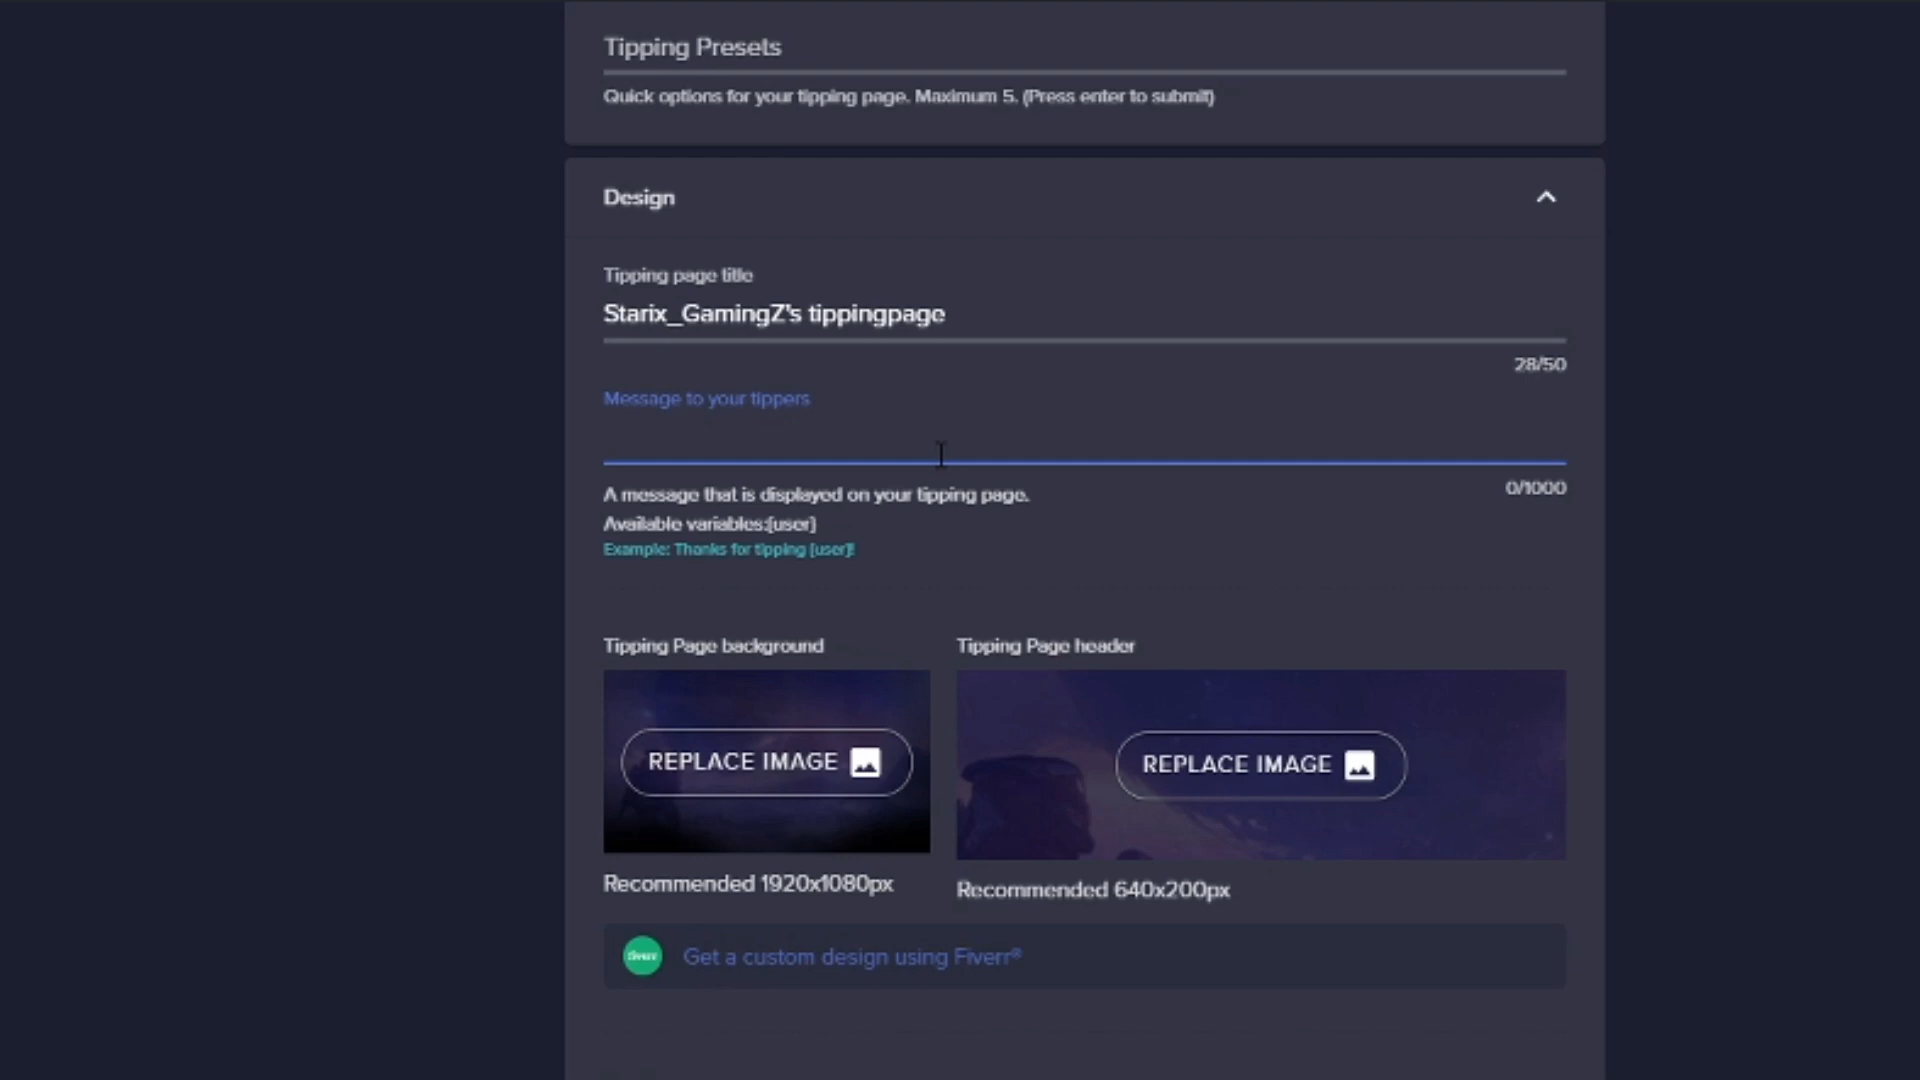 Tipping Presets
Quick options for your tipping page. Maximum 5. (Press enter to submit)
Design
Tipping page title
Starix_GamingZ's tippingpage
28/50
Message to your tippers
A message that is displayed on your tipping page.
0/1000
Available variables:[user]
Example: Thanks for tipping [user]!
Tipping Page background
Tipping Page header
REPLACE IMAGE
REPLACE IMAGE
Recommended 1920x1080px
Recommended 640x200px
fiverr
Get a custom design using Fiverr®